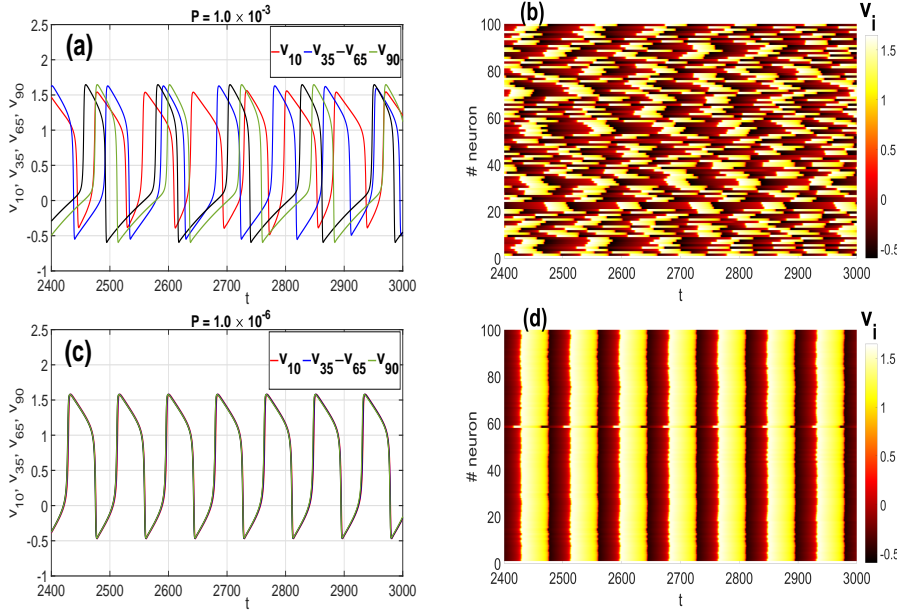 P = 1.0 × 10⁻³
(a)
V₁₀ V₃₅ V₆₅ V₉₀
2.5
2
1.5
1
0.5
0
-0.5
-1
v₁₀, v₃₅, v₆₅, v₉₀
2400 2500 2600 2700 2800 2900 3000
t
(b)
vᵢ
100
80
60
40
20
0
# neuron
2400 2500 2600 2700 2800 2900 3000
t
1.5
1
0.5
0
-0.5
P = 1.0 × 10⁻⁶
(c)
V₁₀ V₃₅ V₆₅ V₉₀
2.5
2
1.5
1
0.5
0
-0.5
-1
v₁₀, v₃₅, v₆₅, v₉₀
2400 2500 2600 2700 2800 2900 3000
t
(d)
vᵢ
100
80
60
40
20
0
# neuron
2400 2500 2600 2700 2800 2900 3000
t
1.5
1
0.5
0
-0.5